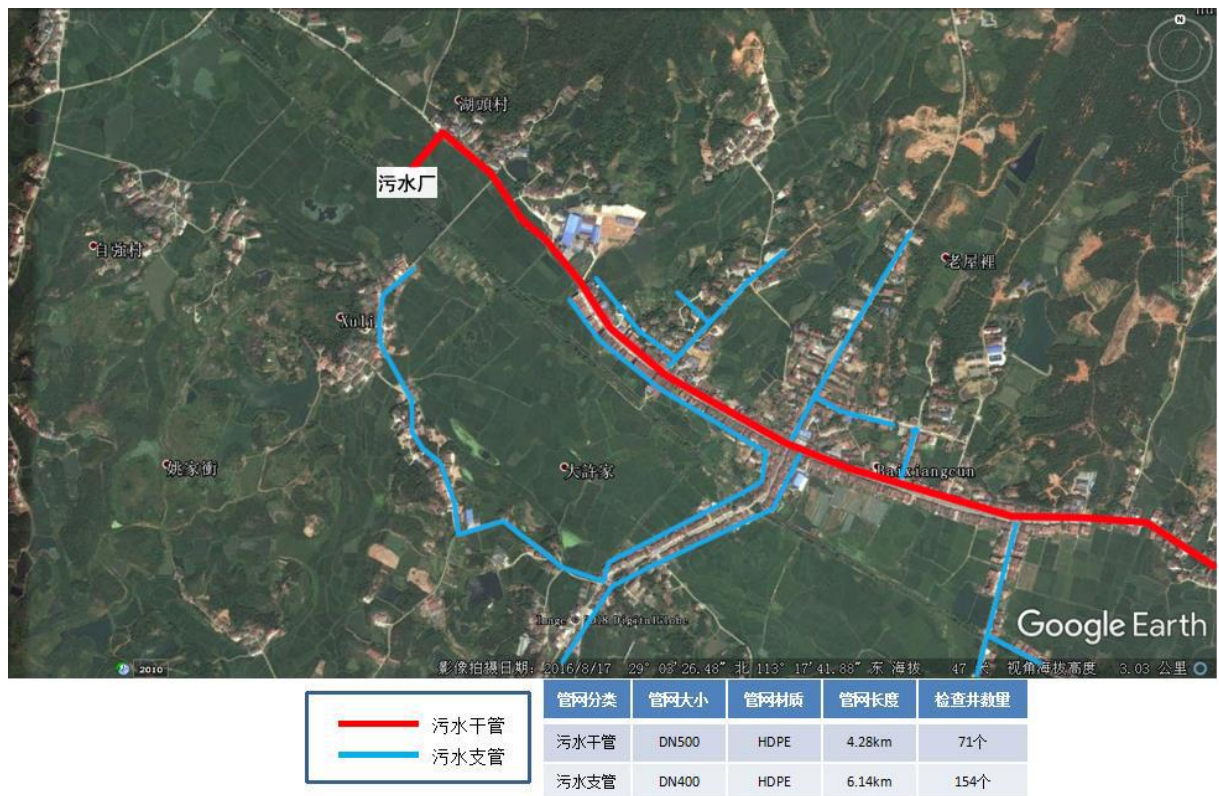 湖頭村
污水厂
自強村
老屋裡
Xuli
姚家衝
大許家
Baixiangcun
Image © 2018 DigitalGlobe
Google Earth
2010
影像拍摄日期: 2016/8/17 29° 03'26.48" 北 113° 17'41.88" 东 海拔 47 米 视角海拔高度 3.03 公里
污水干管
污水支管
管网分类 管网大小 管网材质 管网长度 检查井数量
污水干管 DN500 HDPE 4.28km 71个
污水支管 DN400 HDPE 6.14km 154个